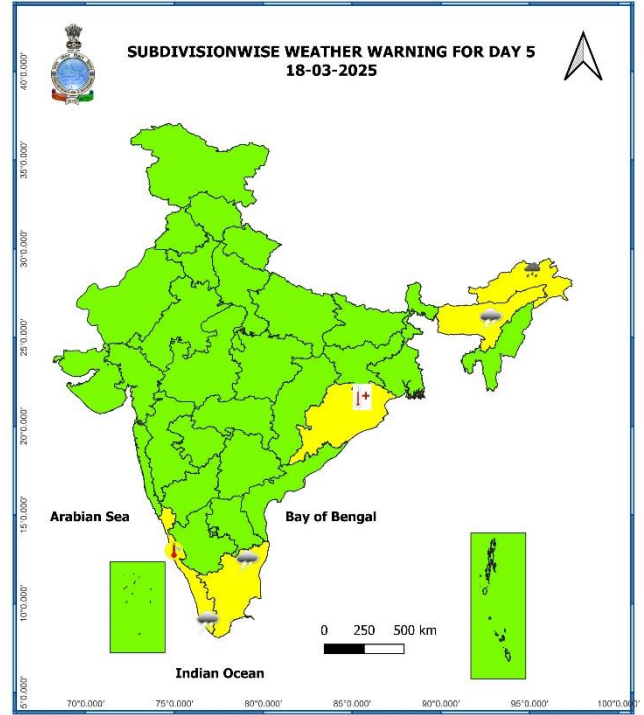 SUBDIVISIONWISE WEATHER WARNING FOR DAY 5
18-03-2025
40°0.000'
35°0.000'
30°0.000'
25°0.000'
20°0.000'
15°0.000'
10°0.000'
5°0.000'
Arabian Sea
Bay of Bengal
0 250 500 km
Indian Ocean
70°0.000' 75°0.000' 80°0.000' 85°0.000' 90°0.000' 95°0.000' 100°0.000'